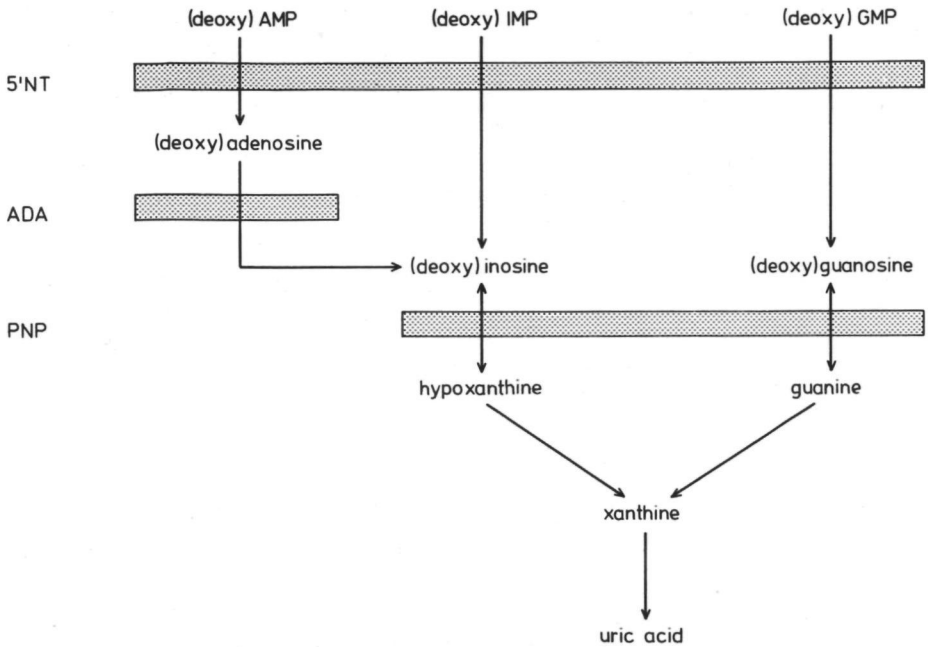 (deoxy) AMP (deoxy) IMP (deoxy) GMP
5'NT
(deoxy) adenosine
ADA
(deoxy) inosine (deoxy) guanosine
PNP
hypoxanthine guanine
xanthine
uric acid